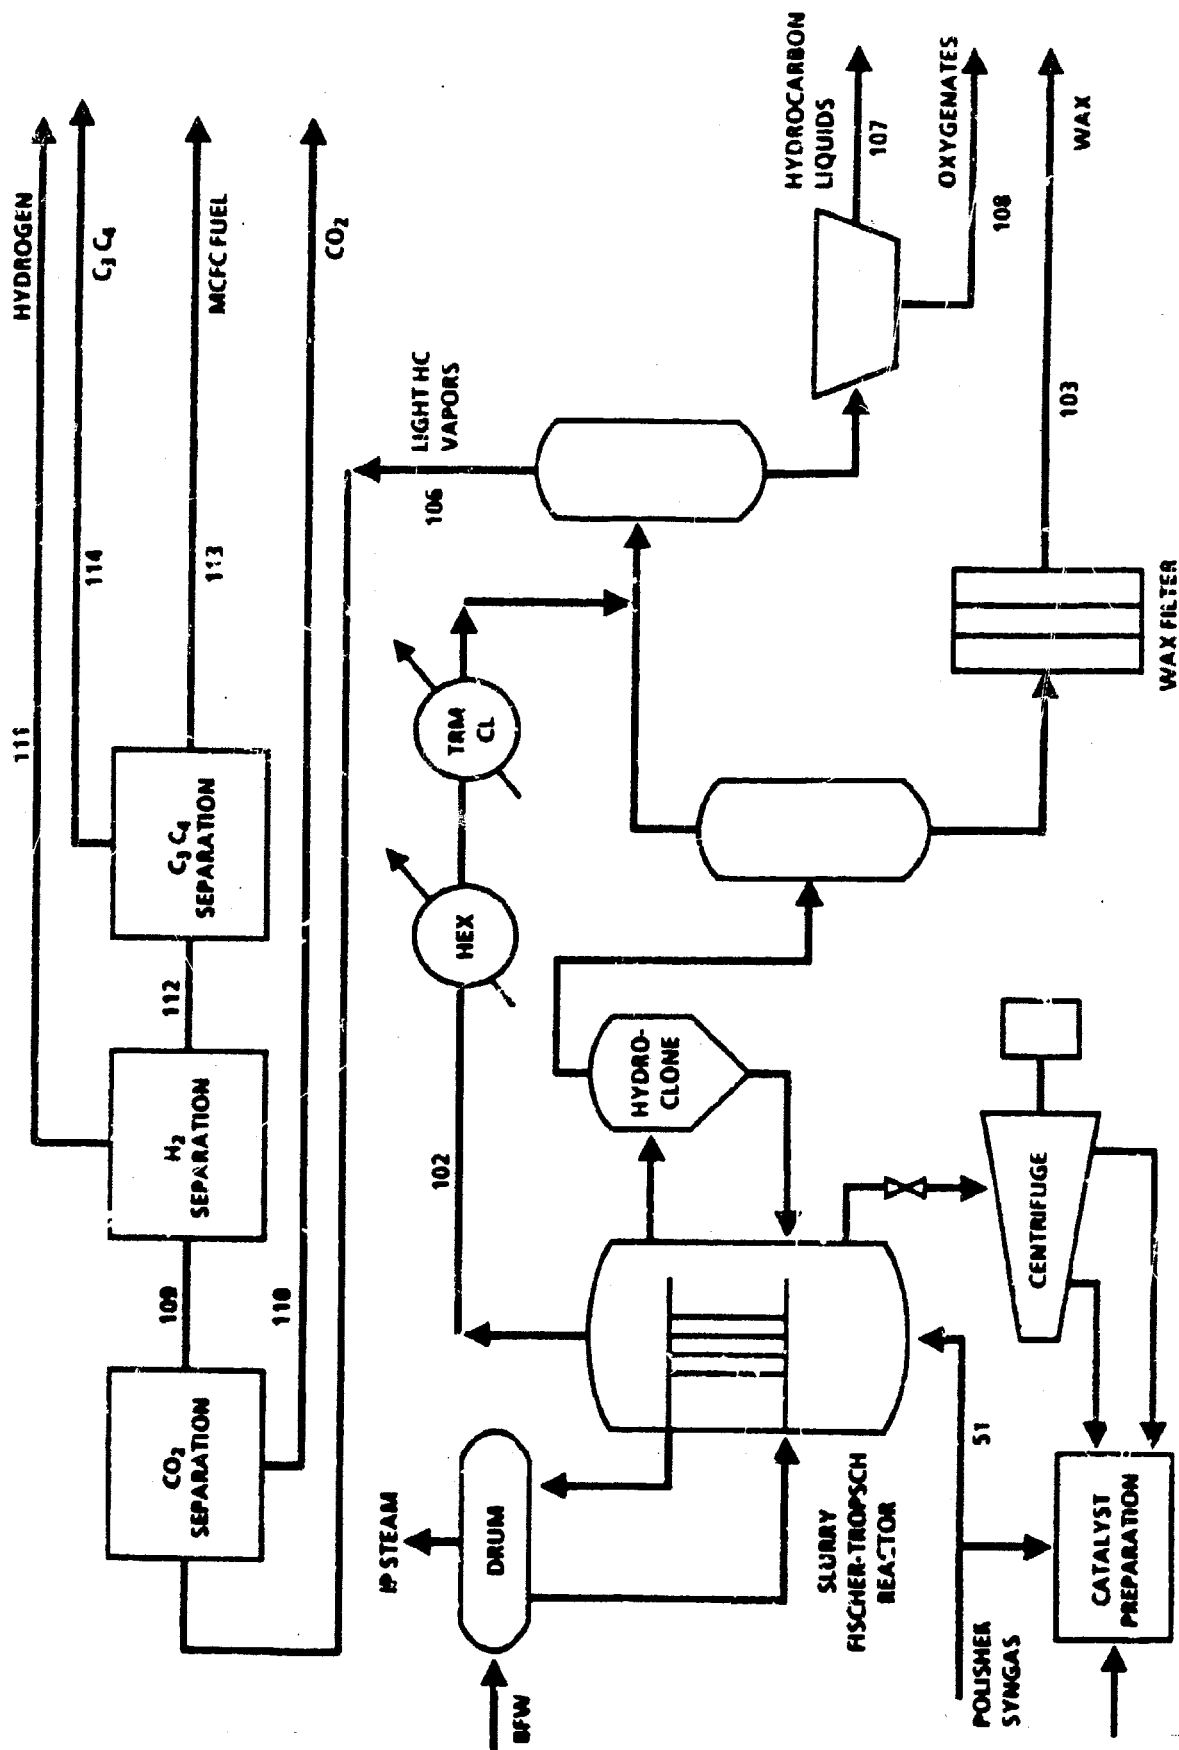 HYDROGEN
111
C3 C4
114
MCFC FUEL
113
CO2
110
CO2
SEPARATION
109
H2
SEPARATION
112
C3 C4
SEPARATION
LIGHT HC
VAPORS
106
IP STEAM
DRUM
BFW
102
HEX
TRM
CL
HYDRO-
CLONE
SLURRY
FISCHER-TROPSCH
REACTOR
HYDROCARBON
LIQUIDS
107
OXYGENATES
108
WAX
103
WAX FILTER
CENTRIFUGE
51
POLISHER
SYNGAS
CATALYST
PREPARATION